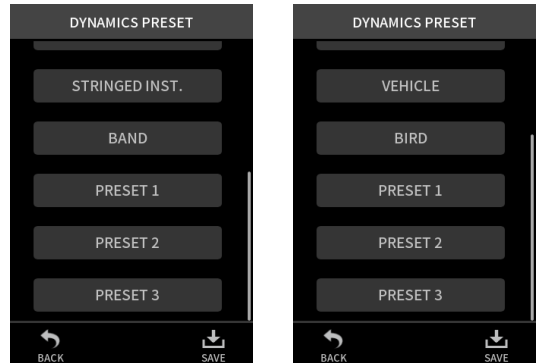 DYNAMICS PRESET
STRINGED INST.
BAND
PRESET 1
PRESET 2
PRESET 3
BACK
SAVE
DYNAMICS PRESET
VEHICLE
BIRD
PRESET 1
PRESET 2
PRESET 3
BACK
SAVE